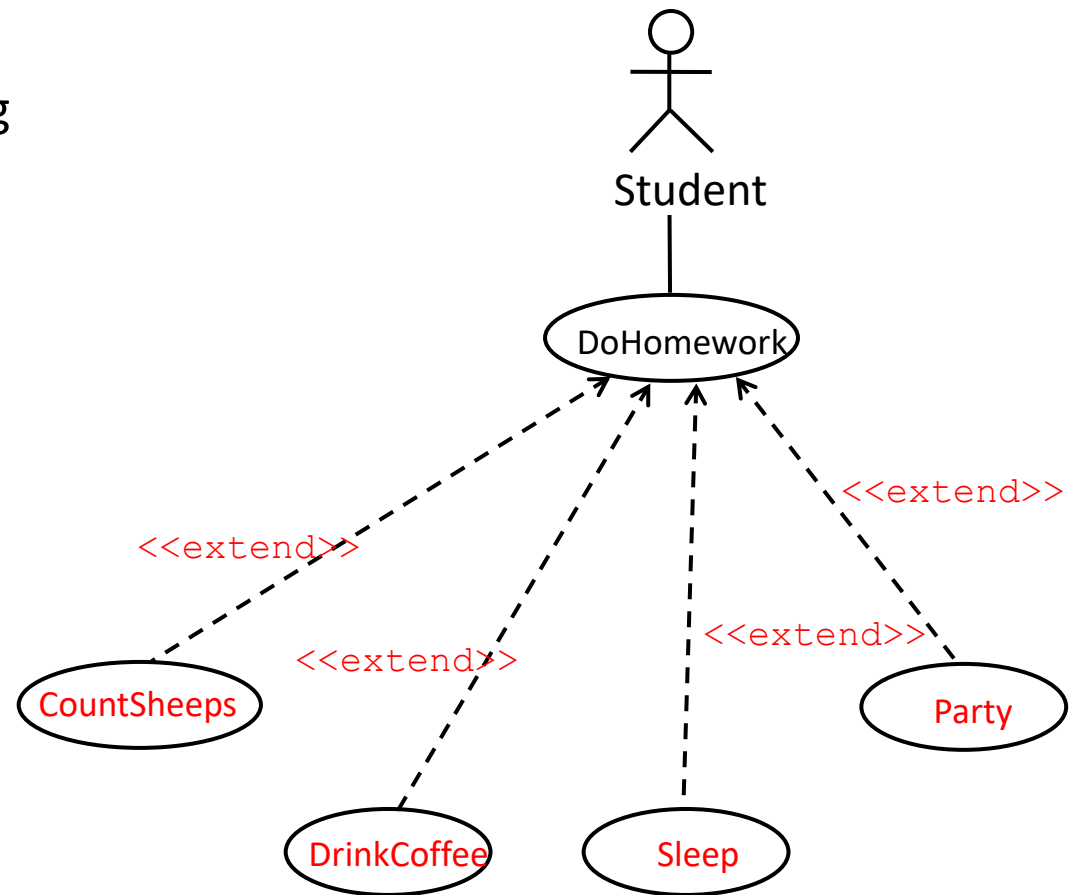 g
Student
DoHomework
<<extend>>
<<extend>>
<<extend>>
<<extend>>
CountSheeps
Party
DrinkCoffee
Sleep